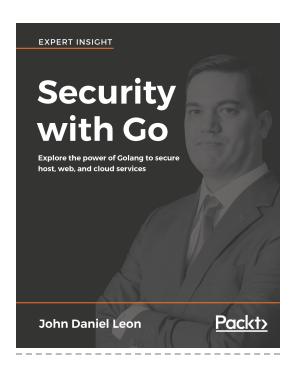 EXPERT INSIGHT
Security
with Go
Explore the power of Golang to secure
host, web, and cloud services
John Daniel Leon
Packt>